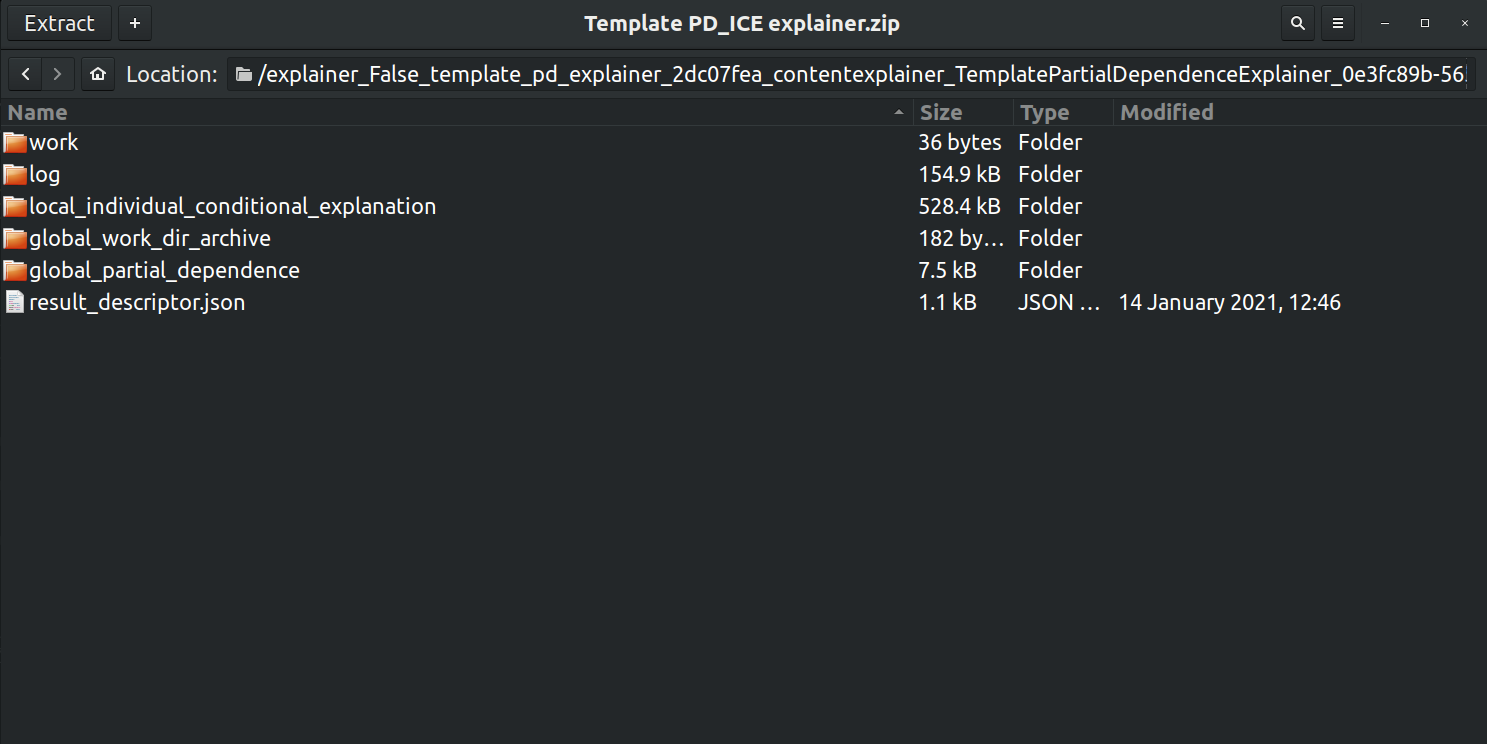 Extract + Template PD_ICE explainer.zip
Location: /explainer_False_template_pd_explainer_2dc07fea_contentexplainer_TemplatePartialDependenceExplainer_0e3fc89b-56
Name Size Type Modified
work 36 bytes Folder
log 154.9 kB Folder
local_individual_conditional_explanation 528.4 kB Folder
global_work_dir_archive 182 by... Folder
global_partial_dependence 7.5 kB Folder
result_descriptor.json 1.1 kB JSON ... 14 January 2021, 12:46